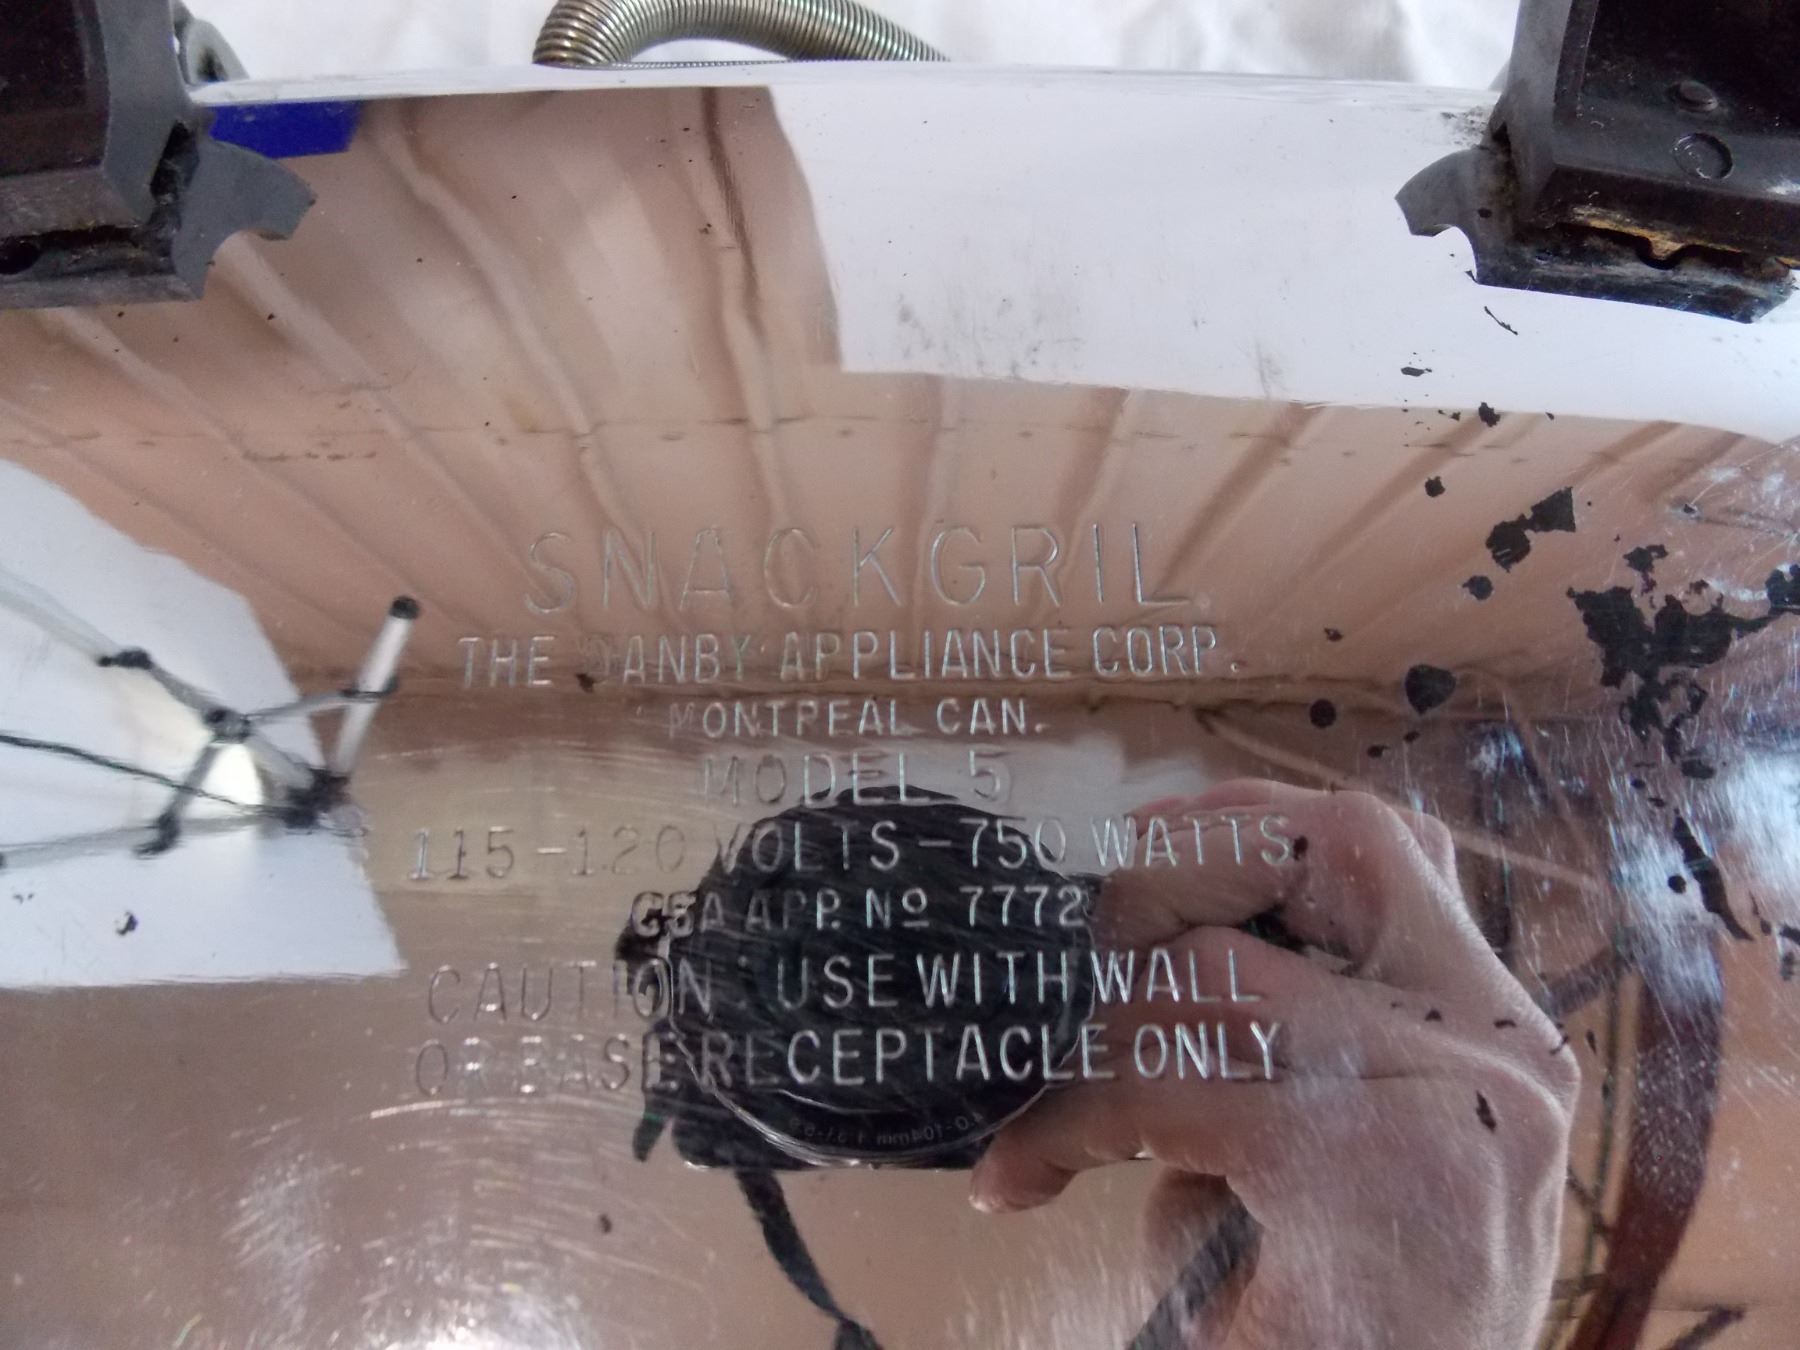 SNACKGRIL
THE DANBY APPLIANCE CORP.
MONTREAL CAN.
MODEL 5
115-120 VOLTS-750 WATTS
CSA APP. Nº 7772
CAUTION: USE WITH WALL
OR BASE RECEPTACLE ONLY